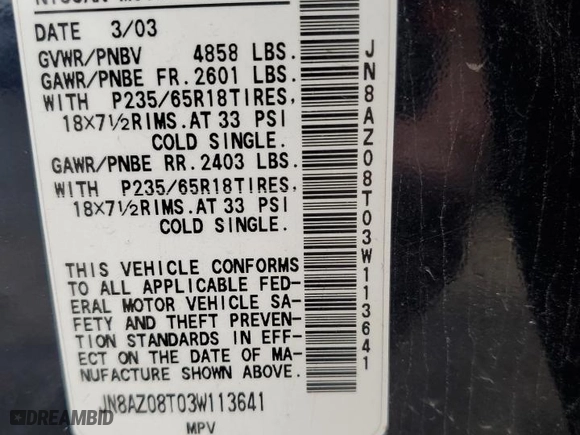 DATE 3/03
GVWR/PNBV 4858 LBS.
GAWR/PNBE FR. 2601 LBS.
WITH P235/65R18TIRES,
18X7½RIMS. AT 33 PSI
COLD SINGLE.
GAWR/PNBE RR. 2403 LBS.
WITH P235/65R18TIRES,
18X7½RIMS. AT 33 PSI
COLD SINGLE.
THIS VEHICLE CONFORMS
TO ALL APPLICABLE FED-
ERAL MOTOR VEHICLE SA-
FETY AND THEFT PREVEN-
TION STANDARDS IN EFF-
ECT ON THE DATE OF MA-
NUFACTURE SHOWN ABOVE.
JN8AZ08T03W113641
MPV
JN8AZ08T03W113641
DREAMBID